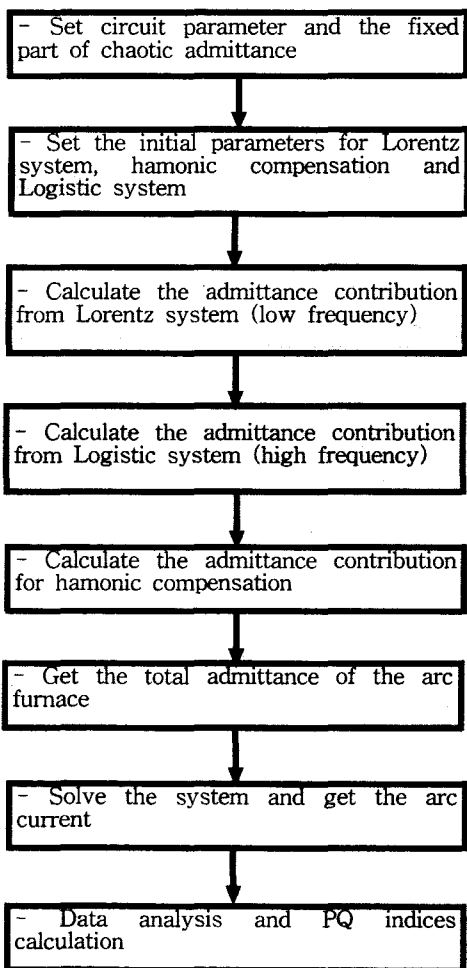 - Set circuit parameter and the fixed
part of chaotic admittance
- Set the initial parameters for Lorentz
system, hamonic compensation and
Logistic system
- Calculate the admittance contribution
from Lorentz system (low frequency)
- Calculate the admittance contribution
from Logistic system (high frequency)
- Calculate the admittance contribution
for hamonic compensation
- Get the total admittance of the arc
furnace
- Solve the system and get the arc
current
- Data analysis and PQ indices
calculation